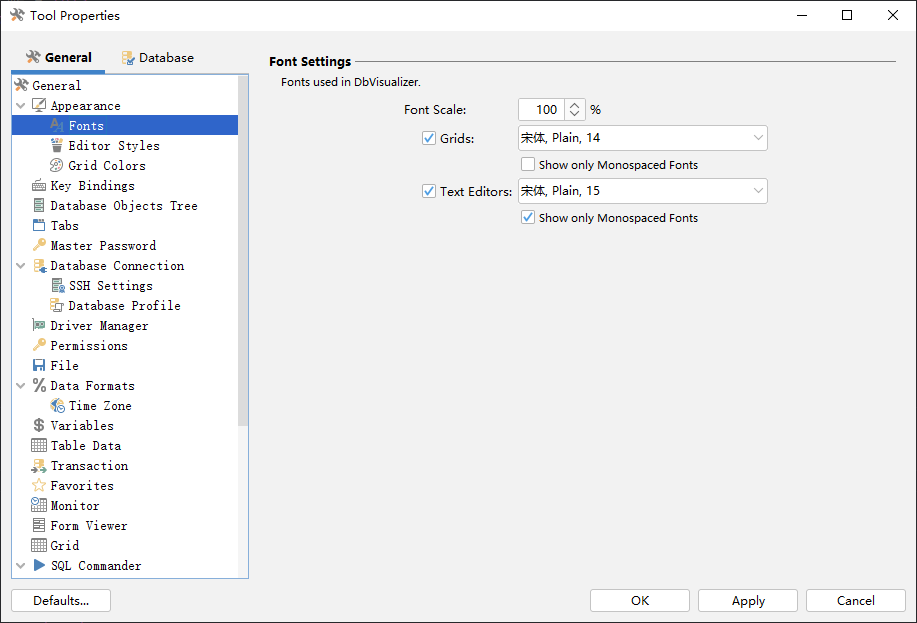 Tool Properties
General
Database
General
Appearance
Fonts
Editor Styles
Grid Colors
Key Bindings
Database Objects Tree
Tabs
Master Password
Database Connection
SSH Settings
Database Profile
Driver Manager
Permissions
File
Data Formats
Time Zone
Variables
Table Data
Transaction
Favorites
Monitor
Form Viewer
Grid
SQL Commander
Font Settings
Fonts used in DbVisualizer.
Font Scale: 100 %
Grids: 宋体, Plain, 14
Show only Monospaced Fonts
Text Editors: 宋体, Plain, 15
Show only Monospaced Fonts
Defaults... OK Apply Cancel